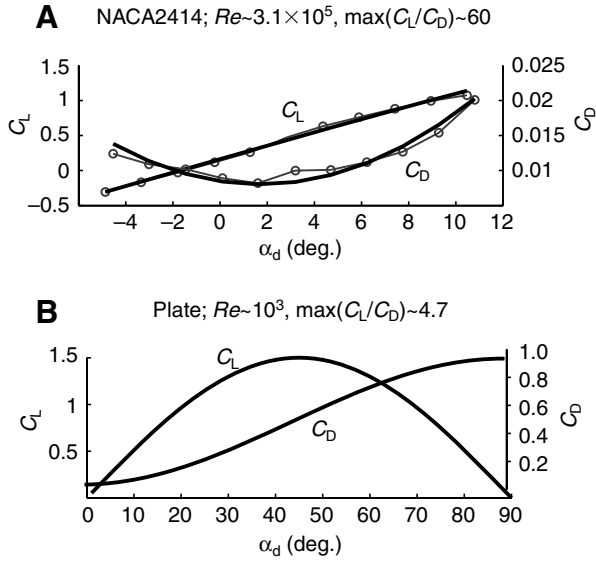 A NACA2414; Re~3.1×10⁵, max(C_L/C_D)~60
1.5 0.025
1 0.02
0.5 0.015
0 0.01
–0.5
C_L C_D
C_L
C_D
–4 –2 0 2 4 6 8 10 12
α_d (deg.)
B Plate; Re~10³, max(C_L/C_D)~4.7
1.5 1.0
0.8
1 0.6
0.4
0.5 0.2
C_L C_D
C_L
C_D
0 10 20 30 40 50 60 70 80 90
α_d (deg.)